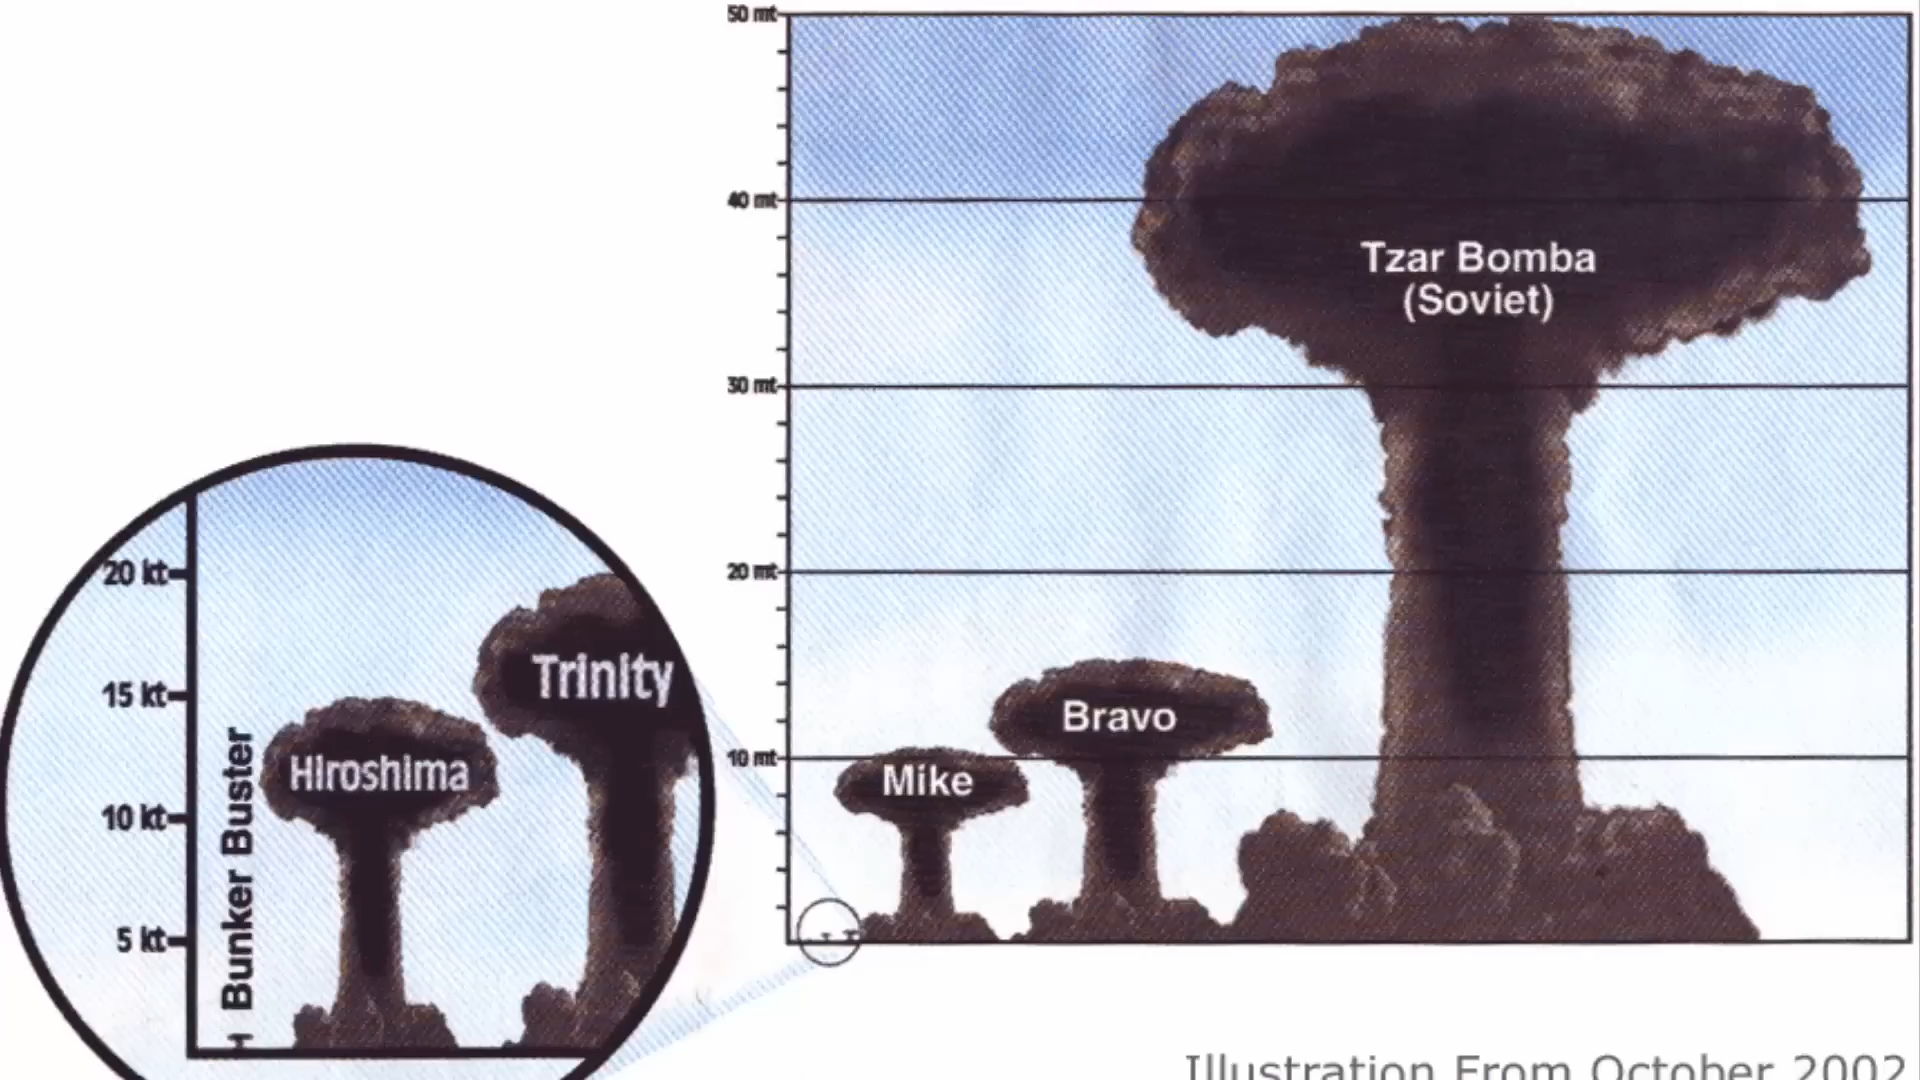 50 mt
40 mt
30 mt
20 mt
10 mt
Tzar Bomba
(Soviet)
Bravo
Mike
20 kt
15 kt
10 kt
5 kt
Trinity
Hiroshima
Bunker Buster
Illustration From October 2002